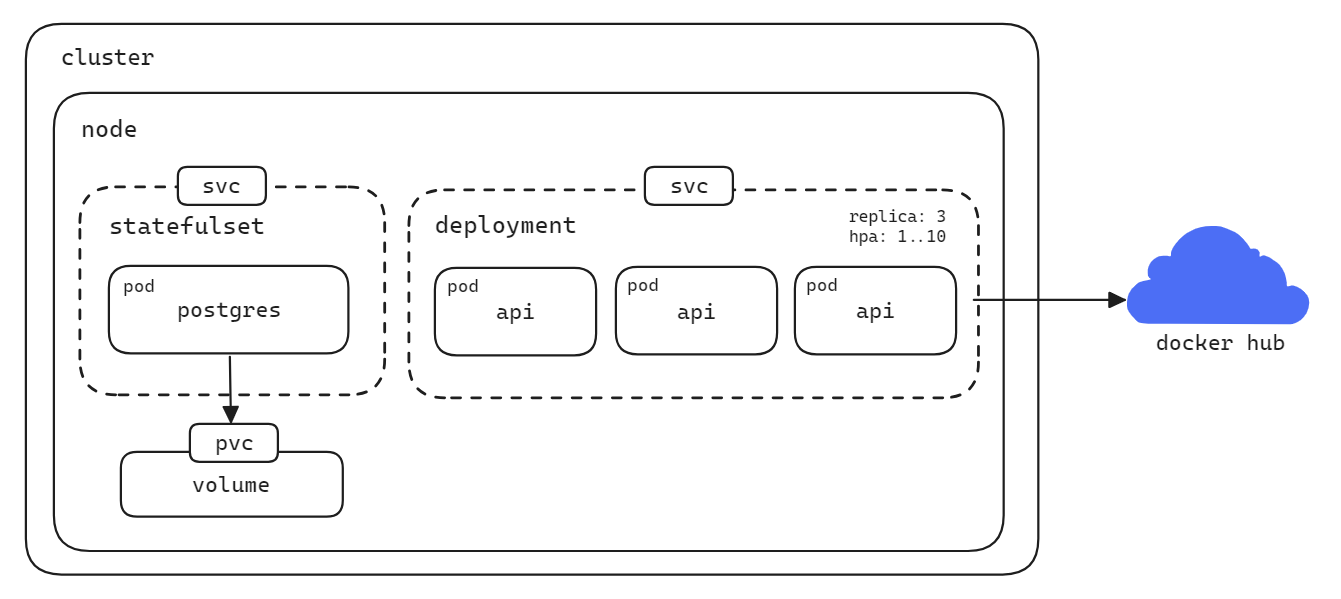 cluster
node
svc
statefulset
pod
postgres
pvc
volume
svc
deployment
replica: 3
hpa: 1..10
pod
api
pod
api
pod
api
docker hub